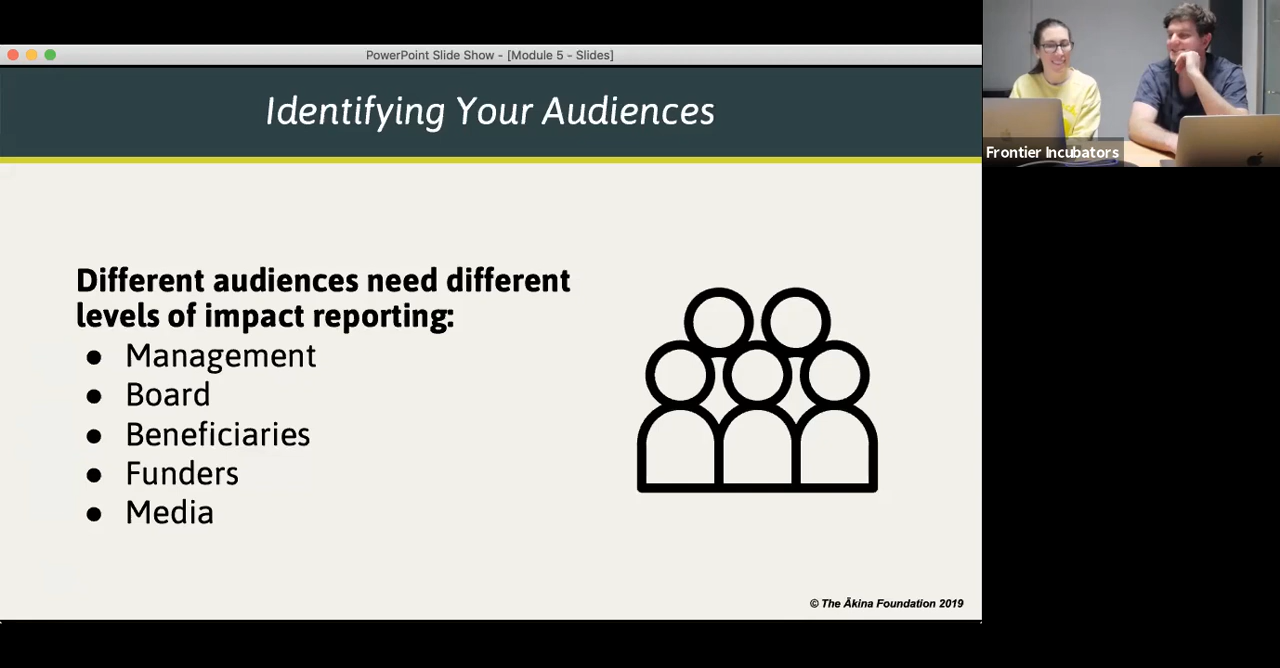 PowerPoint Slide Show - [Module 5 - Slides]
Identifying Your Audiences
Frontier Incubators
Different audiences need different
levels of impact reporting:
● Management
● Board
● Beneficiaries
● Funders
● Media
© The Ākina Foundation 2019